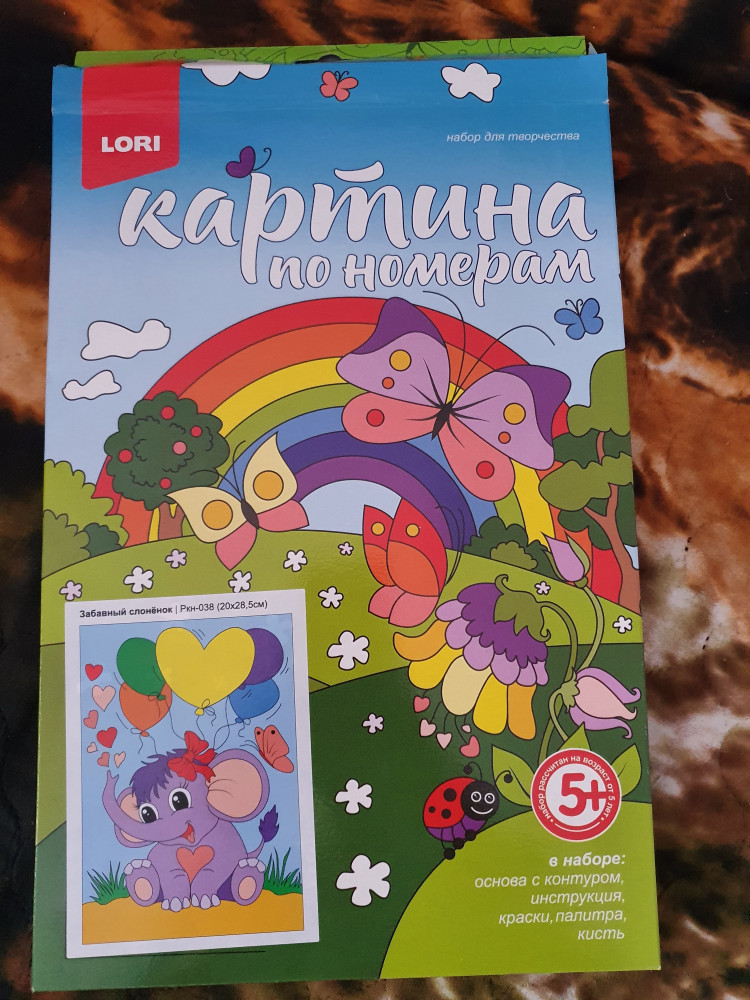 LORI
набор для творчества
картина
по номерам
Забавный слонёнок | Ркн-038 (20х28,5см)
набор рассчитан на возраст от 5 лет
5+
в наборе:
основа с контуром,
инструкция,
краски, палитра,
кисть